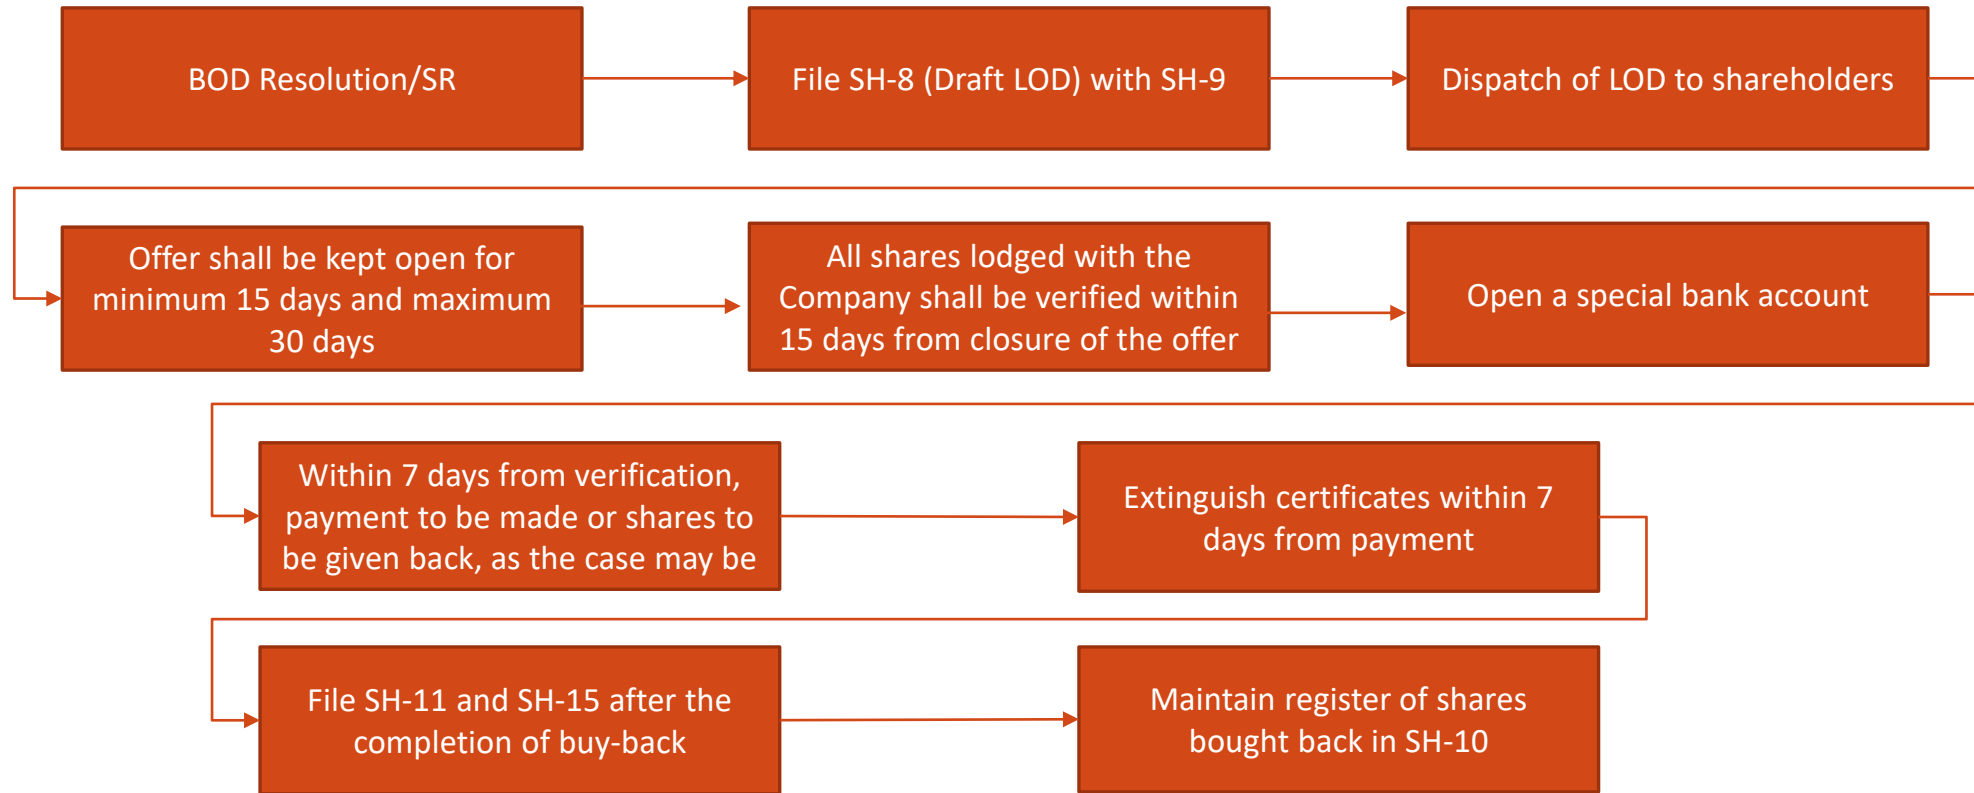 BOD Resolution/SR
File SH-8 (Draft LOD) with SH-9
Dispatch of LOD to shareholders
Offer shall be kept open for
minimum 15 days and maximum
30 days
All shares lodged with the
Company shall be verified within
15 days from closure of the offer
Open a special bank account
Within 7 days from verification,
payment to be made or shares to
be given back, as the case may be
Extinguish certificates within 7
days from payment
File SH-11 and SH-15 after the
completion of buy-back
Maintain register of shares
bought back in SH-10